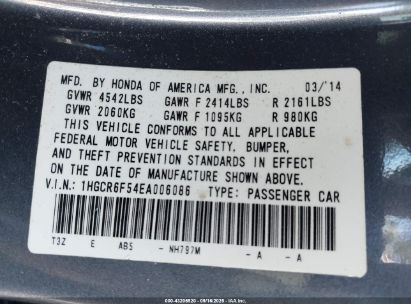 MFD. BY HONDA OF AMERICA MFG., INC. 03/'14
GVWR 4542LBS GAWR F 2414LBS R 2161LBS
GVWR 2060KG GAWR F 1095KG R 980KG
THIS VEHICLE CONFORMS TO ALL APPLICABLE
FEDERAL MOTOR VEHICLE SAFETY, BUMPER,
AND THEFT PREVENTION STANDARDS IN EFFECT
ON THE DATE OF MANUFACTURE SHOWN ABOVE.
V.I.N.: 1HGCR6F54EA006086 TYPE: PASSENGER CAR
T3Z E AB5 - NH797M - A - A